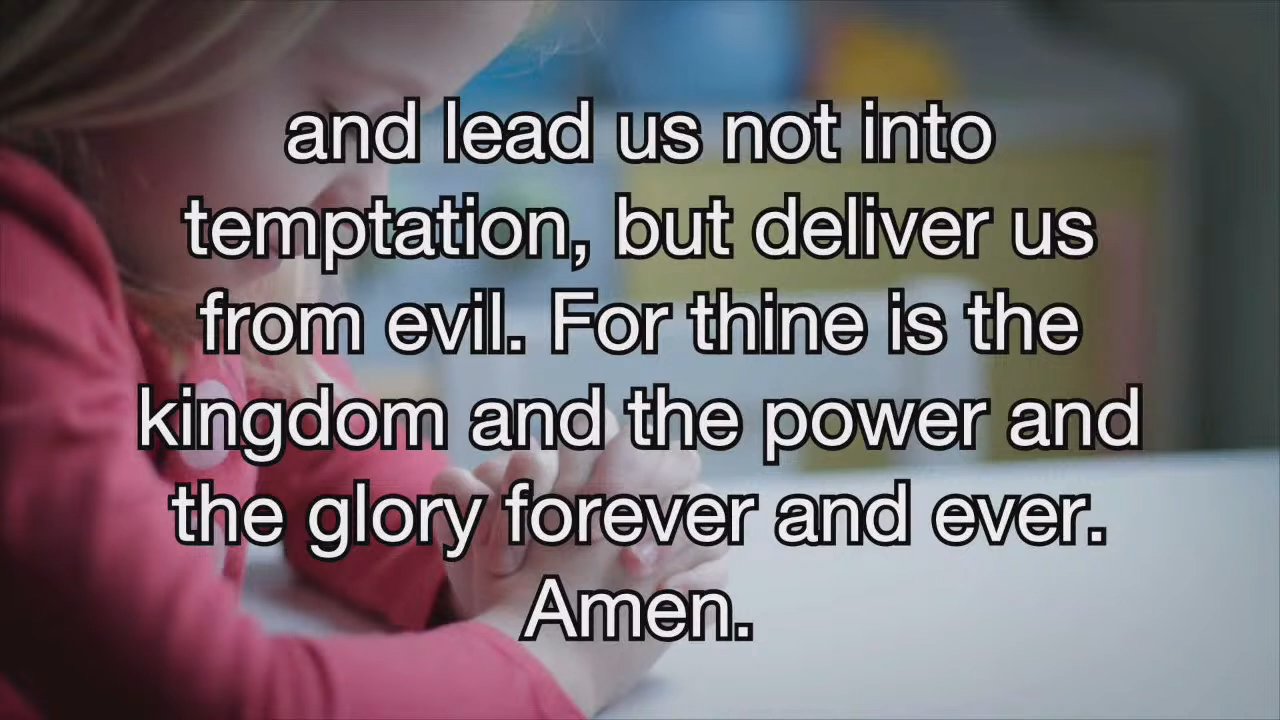 and lead us not into
temptation, but deliver us
from evil. For thine is the
kingdom and the power and
the glory forever and ever.
Amen.